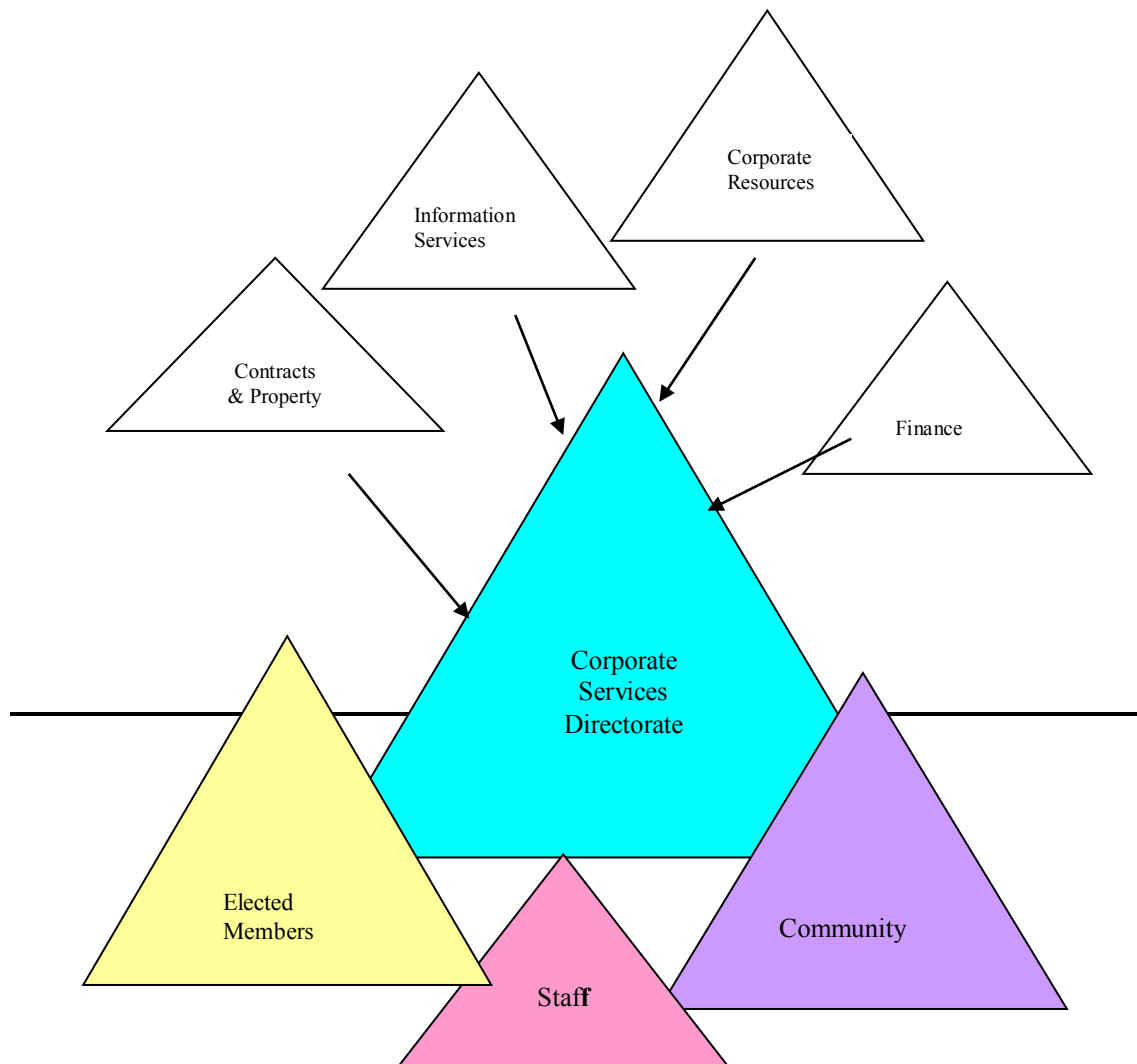 Corporate
Resources
Information
Services
Contracts
& Property
Finance
Corporate
Services
Directorate
Elected
Members
Community
Staff